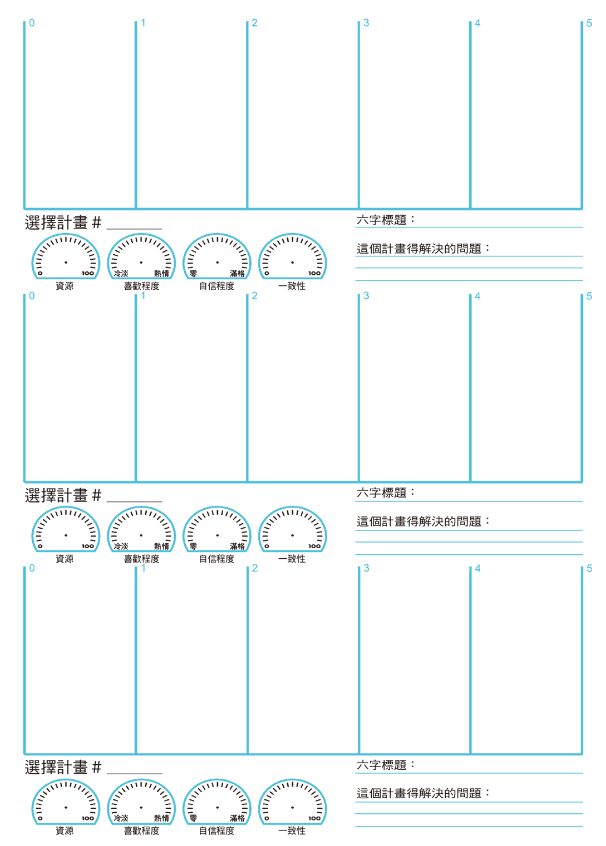 0 1 2 3 4 5
選擇計畫 # ______
六字標題：
這個計畫得解決的問題：
0 100 冷淡 熱情 零 滿格 0 100
資源 喜歡程度 自信程度 一致性
0 1 2 3 4 5
選擇計畫 # ______
六字標題：
這個計畫得解決的問題：
0 100 冷淡 熱情 零 滿格 0 100
資源 喜歡程度 自信程度 一致性
0 1 2 3 4 5
選擇計畫 # ______
六字標題：
這個計畫得解決的問題：
0 100 冷淡 熱情 零 滿格 0 100
資源 喜歡程度 自信程度 一致性